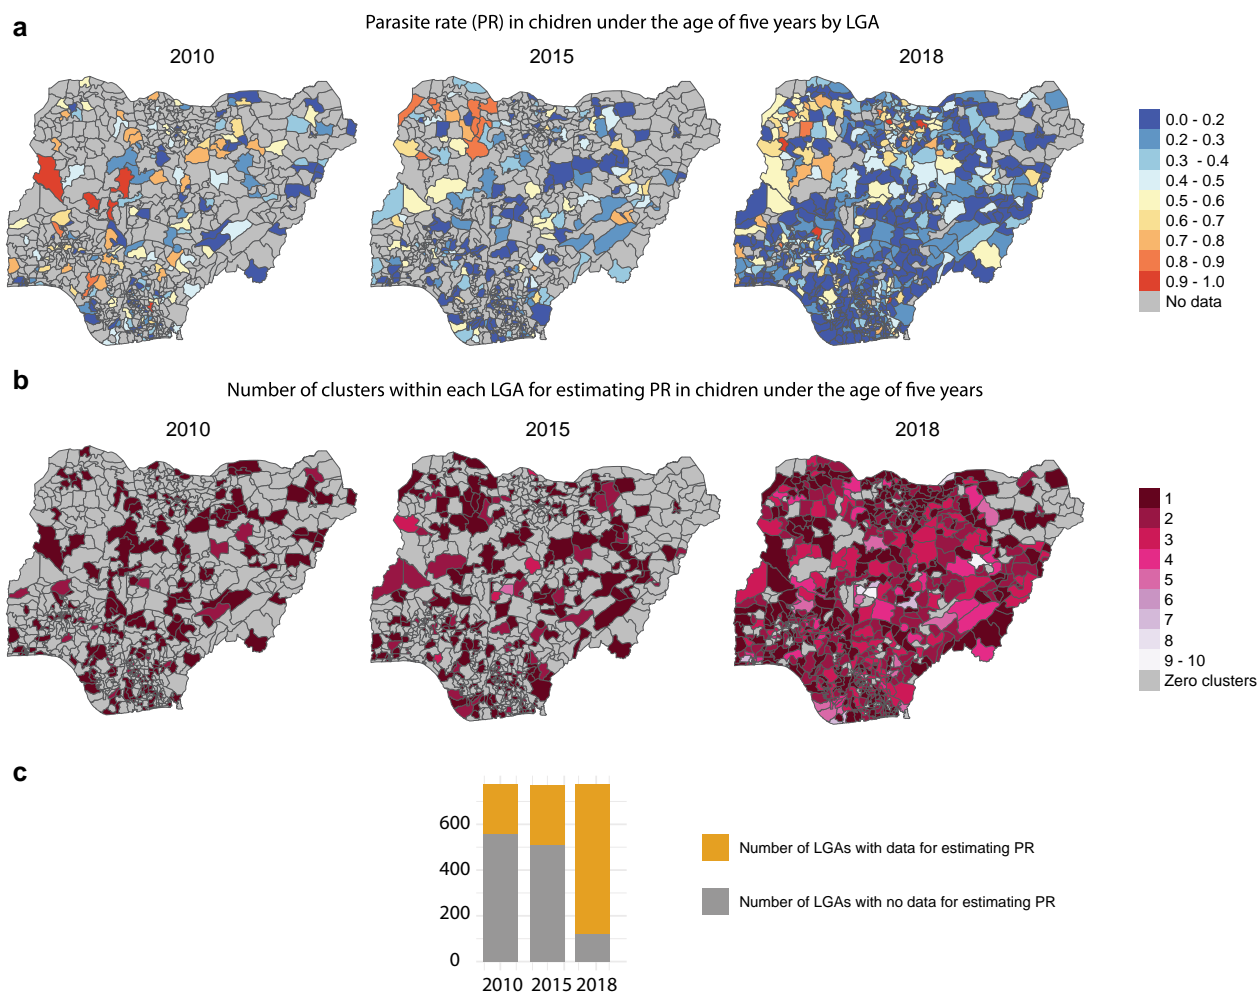 a
Parasite rate (PR) in chidren under the age of five years by LGA
2010
2015
2018
0.0 - 0.2
0.2 - 0.3
0.3 - 0.4
0.4 - 0.5
0.5 - 0.6
0.6 - 0.7
0.7 - 0.8
0.8 - 0.9
0.9 - 1.0
No data
b
Number of clusters within each LGA for estimating PR in chidren under the age of five years
2010
2015
2018
1
2
3
4
5
6
7
8
9 - 10
Zero clusters
c
600
400
200
0
2010
2015
2018
Number of LGAs with data for estimating PR
Number of LGAs with no data for estimating PR